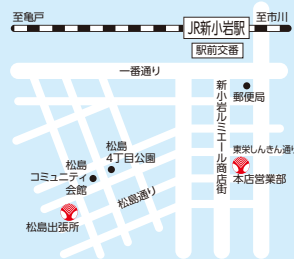 至亀戸
至市川
JR新小岩駅
駅前交番
一番通り
郵便局
新小岩ルミエール商店街
東栄しんきん通り
本店営業部
松島
4丁目公園
松島
コミュニティ
会館
松島通り
松島出張所